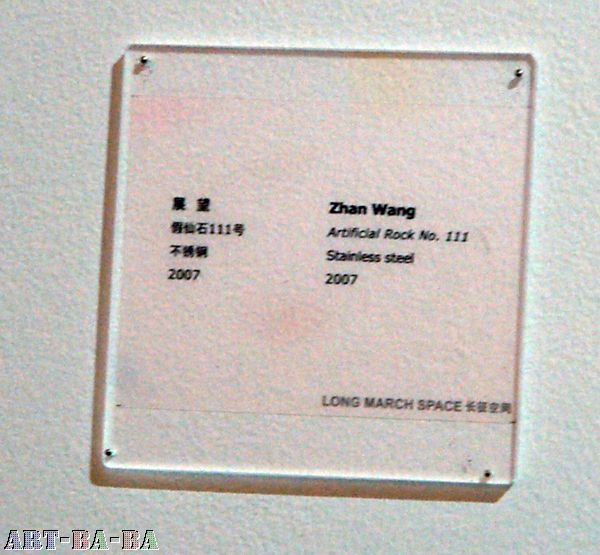 展 望
假仙石111号
不锈钢
2007
Zhan Wang
Artificial Rock No. 111
Stainless steel
2007
LONG MARCH SPACE 长征空间
ART-BA-BA